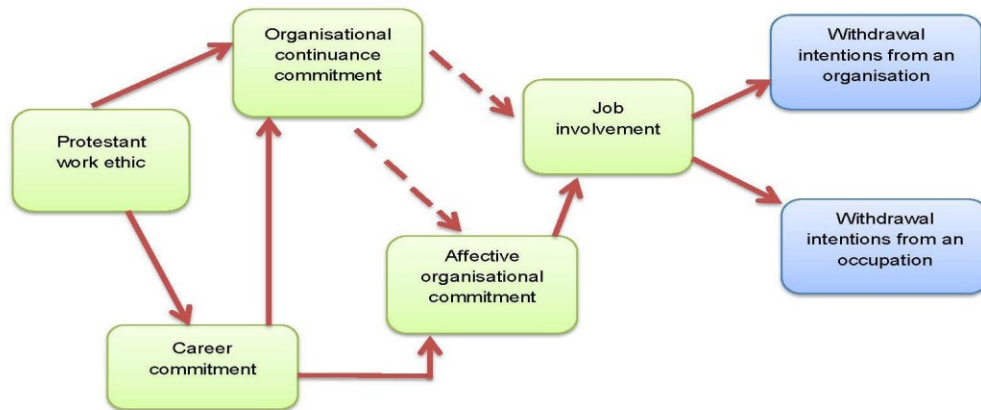 Organisational
continuance
commitment
Withdrawal
intentions from an
organisation
Job
involvement
Protestant
work ethic
Withdrawal
intentions from an
occupation
Affective
organisational
commitment
Career
commitment